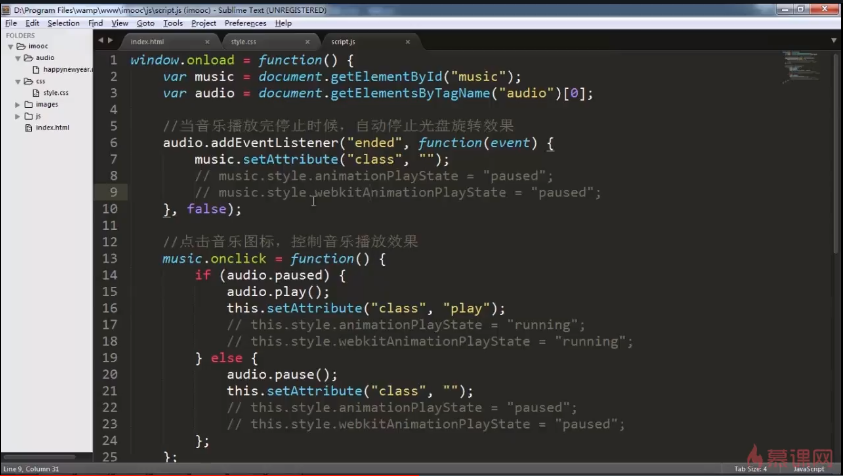 D:\Program Files\wamp\www\imooc\js\script.js - Sublime Text (UNREGISTERED)
File Edit Selection Find View Goto Tools Project Preferences Help
FOLDERS
imooc
audio
happynewyear.
css
style.css
images
js
index.html
index.html × style.css × script.js ×
1 window.onload = function() {
2 var music = document.getElementById("music");
3 var audio = document.getElementsByTagName("audio")[0];
4
5 //当音乐播放完停止时候，自动停止光盘旋转效果
6 audio.addEventListener("ended", function(event) {
7 music.setAttribute("class", "");
8 // music.style.animationPlayState = "paused";
9 // music.style.webkitAnimationPlayState = "paused";
10 }, false);
11
12 //点击音乐图标，控制音乐播放效果
13 music.onclick = function() {
14 if (audio.paused) {
15 audio.play();
16 this.setAttribute("class", "play");
17 // this.style.animationPlayState = "running";
18 // this.style.webkitAnimationPlayState = "running";
19 } else {
20 audio.pause();
21 this.setAttribute("class", "");
22 // this.style.animationPlayState = "paused";
23 // this.style.webkitAnimationPlayState = "paused";
24 };
25 };
慕课网
Line 9, Column 31
Tab Size: 4
JavaScript